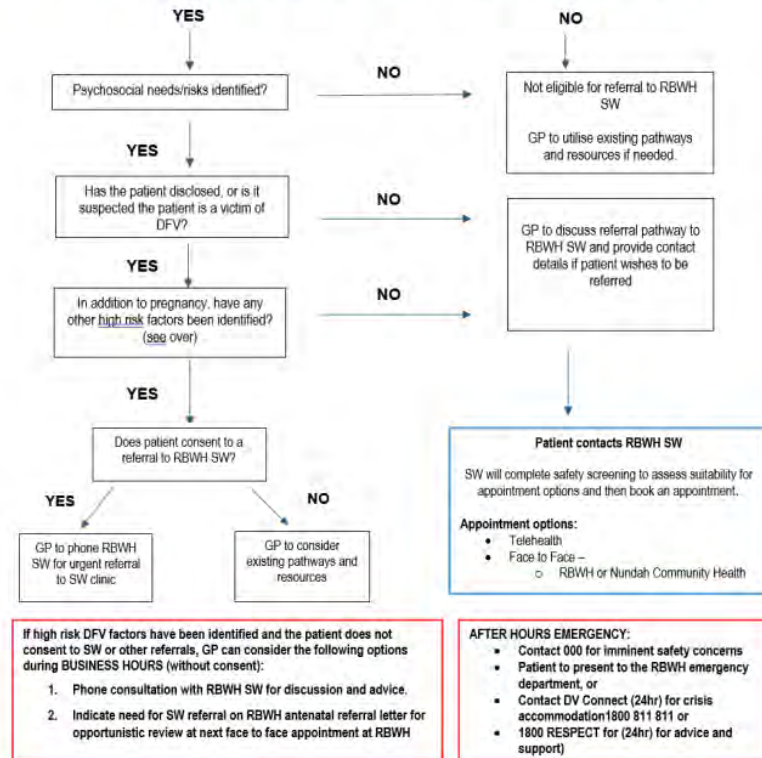 YES
NO
Psychosocial needs/risks identified?
NO
Not eligible for referral to RBWH
SW
GP to utilise existing pathways
and resources if needed.
YES
Has the patient disclosed, or is it
suspected the patient is a victim of
DFV?
NO
GP to discuss referral pathway to
RBWH SW and provide contact
details if patient wishes to be
referred
YES
In addition to pregnancy, have any
other high risk factors been identified?
(see over)
NO
YES
Does patient consent to a
referral to RBWH SW?
YES
NO
GP to phone RBWH
SW for urgent referral
to SW clinic
GP to consider
existing pathways and
resources
Patient contacts RBWH SW
SW will complete safety screening to assess suitability for
appointment options and then book an appointment.
Appointment options:
• Telehealth
• Face to Face –
o RBWH or Nundah Community Health
If high risk DFV factors have been identified and the patient does not
consent to SW or other referrals, GP can consider the following options
during BUSINESS HOURS (without consent):
1. Phone consultation with RBWH SW for discussion and advice.
2. Indicate need for SW referral on RBWH antenatal referral letter for
opportunistic review at next face to face appointment at RBWH
AFTER HOURS EMERGENCY:
• Contact 000 for imminent safety concerns
• Patient to present to the RBWH emergency
department, or
• Contact DV Connect (24hr) for crisis
accommodation1800 811 811 or
• 1800 RESPECT for (24hr) for advice and
support)